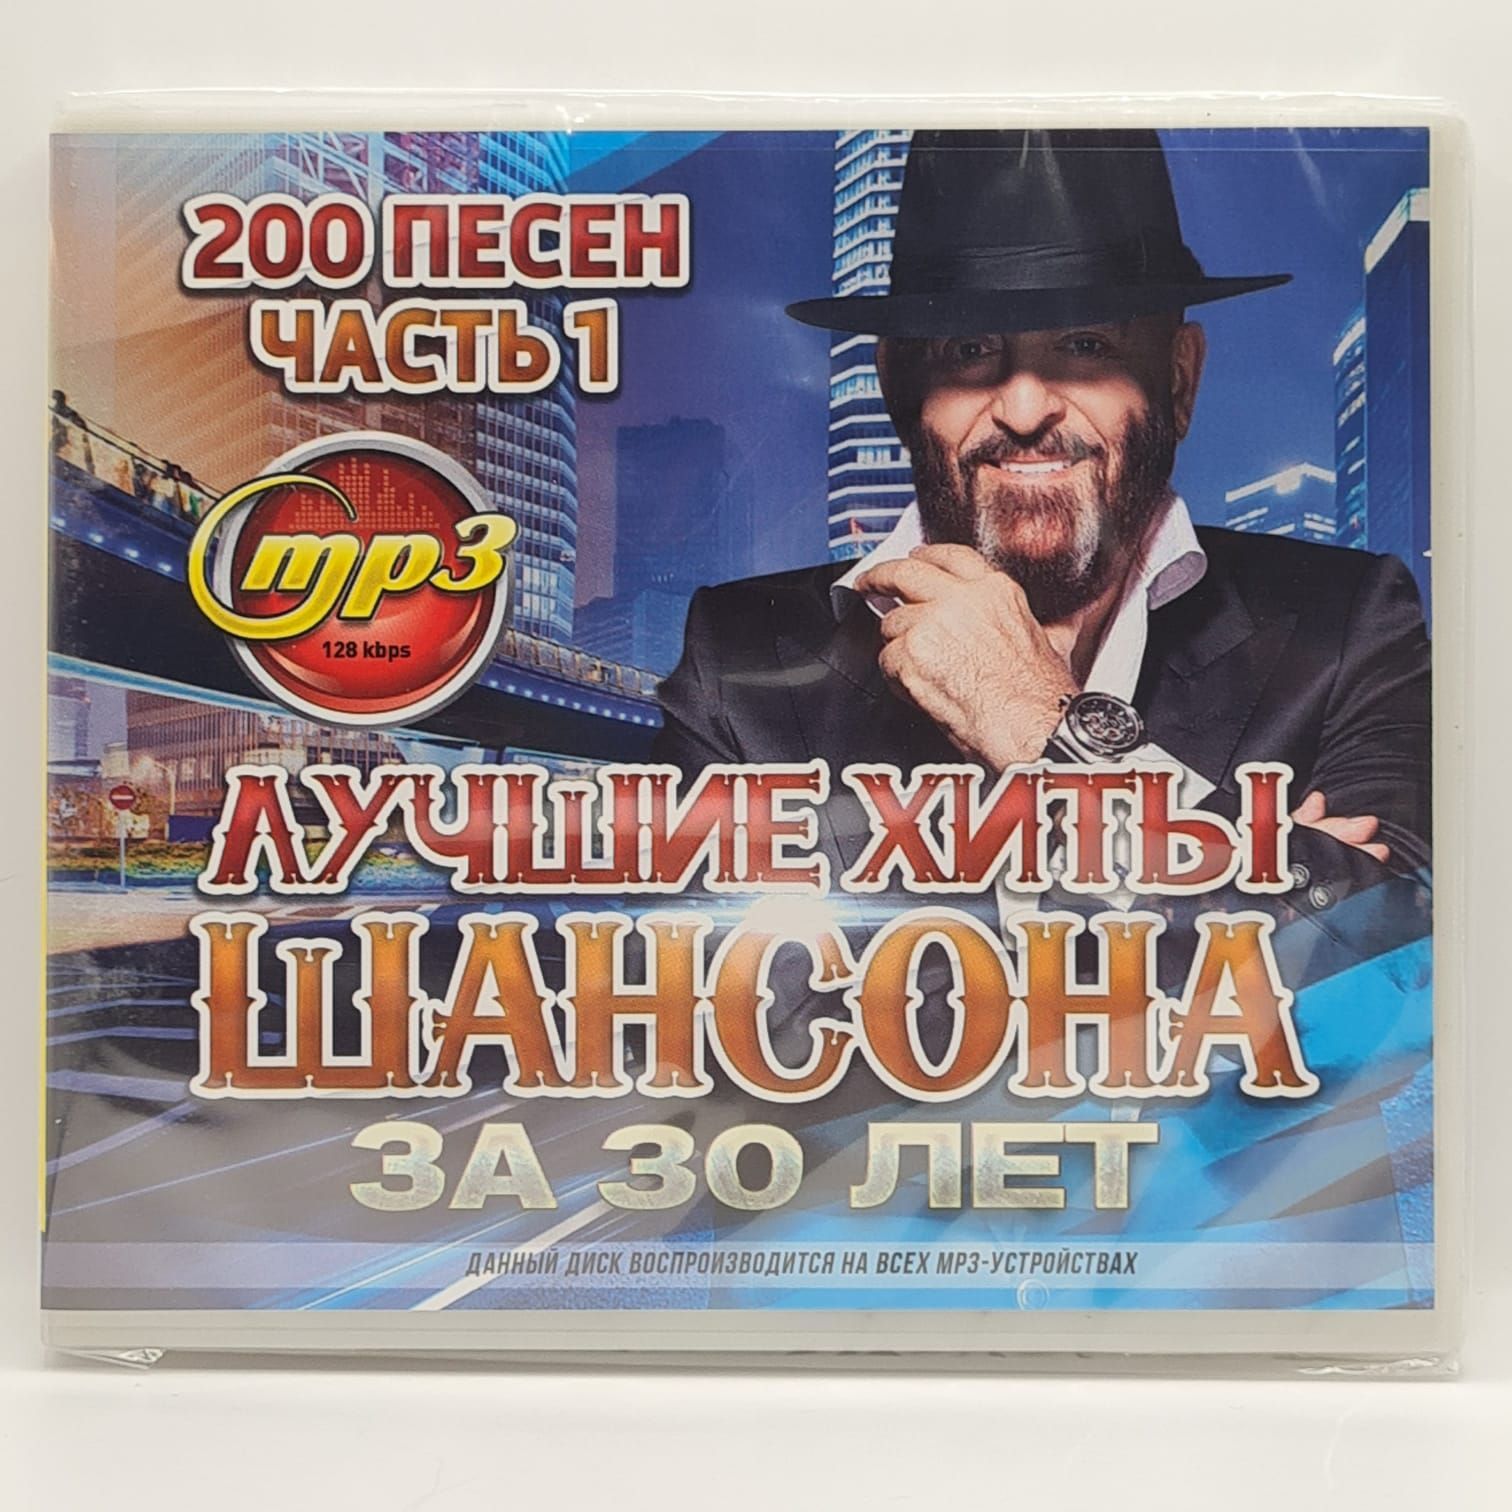 200 ПЕСЕН
ЧАСТЬ 1
mp3
128 kbps
ЛУЧШИЕ ХИТЫ
ШАНСОНА
ЗА 30 ЛЕТ
ДАННЫЙ ДИСК ВОСПРОИЗВОДИТСЯ НА ВСЕХ MP3-УСТРОЙСТВАХ